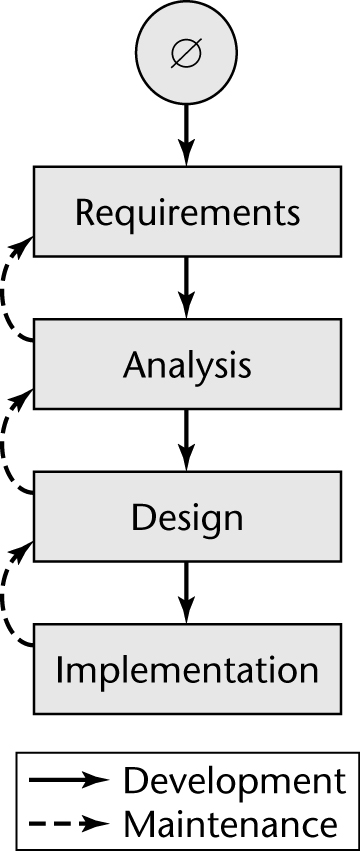 ∅
Requirements
Analysis
Design
Implementation
Development
Maintenance